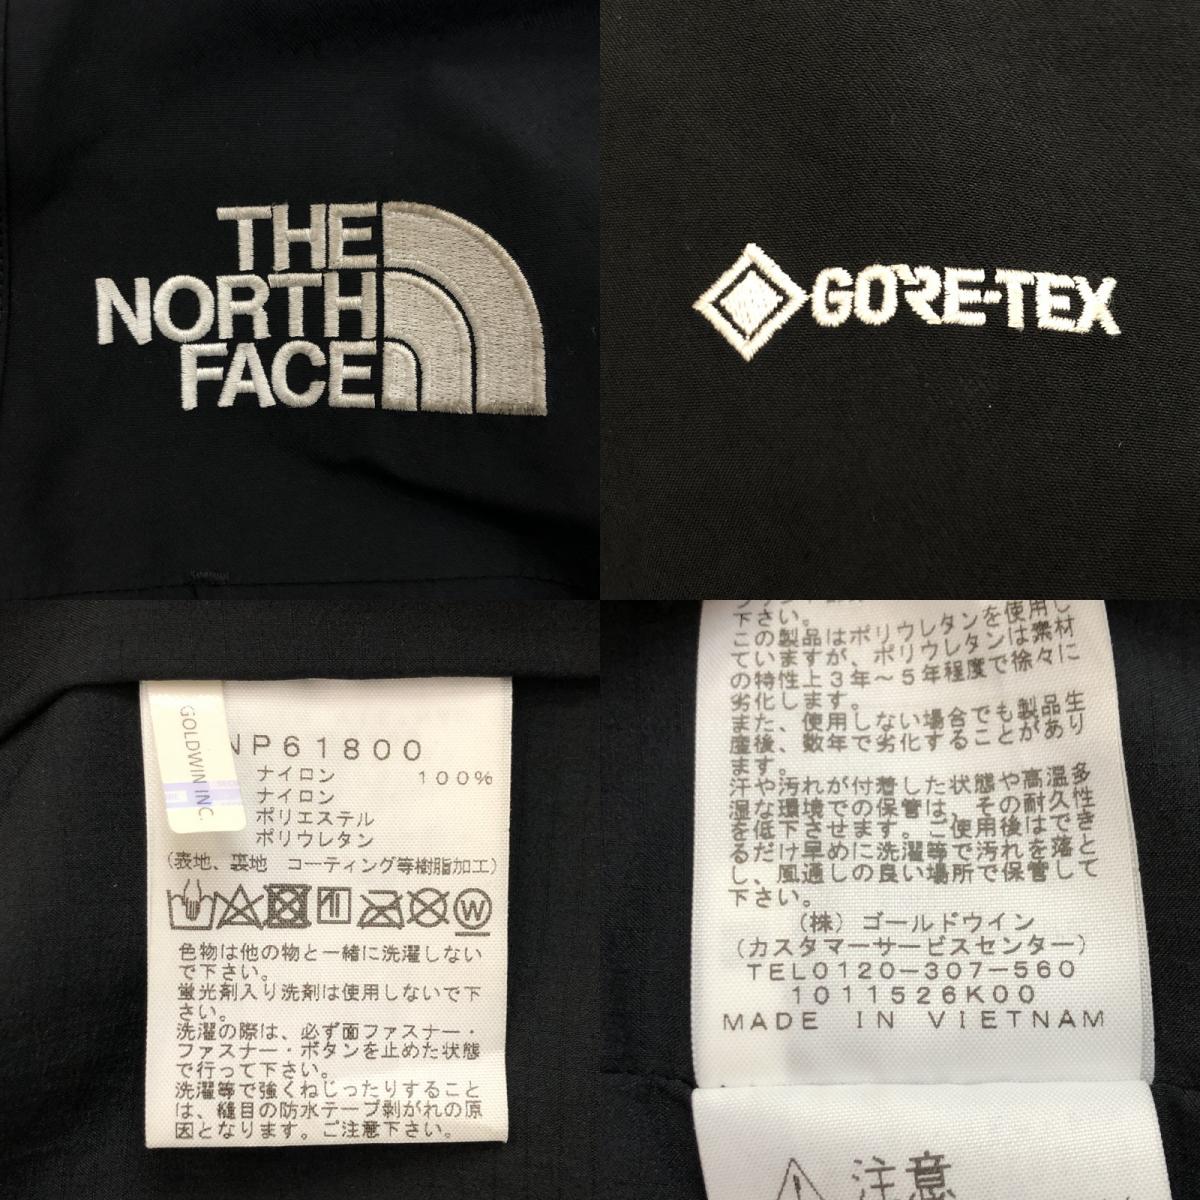 THE
NORTH
FACE
GORE-TEX
GOLDWIN INC.
NP61800
ナイロン 100%
ナイロン
ポリエステル
ポリウレタン
(表地、裏地 コーティング等樹脂加工)
W
色物は他の物と一緒に洗濯しない
で下さい。
蛍光剤入り洗剤は使用しないで下
さい。
洗濯の際は、必ず面ファスナー・
ファスナー・ボタンを止めた状態
で行って下さい。
洗濯等で強くねじったりすること
は、縫目の防水テープ剥がれの原
因となります。ご注意下さい。
下さい。
この製品はポリウレタンを使用し
ていますが、ポリウレタンは素材
の特性上3年~5年程度で徐々に
劣化します。
また、使用しない場合でも製品生
産後、数年で劣化することがあり
ます。
汗や汚れが付着した状態や高温多
湿な環境での保管は、その耐久性
を低下させます。ご使用後はでき
るだけ早めに洗濯等で汚れを落と
し、風通しの良い場所で保管して
下さい。
(株)ゴールドウイン
(カスタマーサービスセンター)
TEL0120-307-560
1011526K00
MADE IN VIETNAM
注意